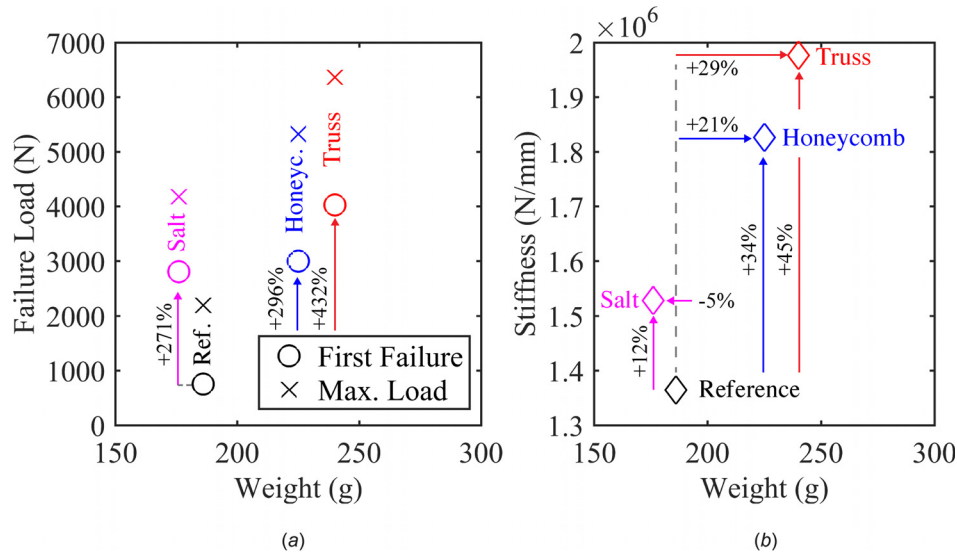 7000
6000
5000
4000
3000
2000
1000
0
Failure Load (N)
150
200
250
300
Weight (g)
Salt
+271%
Ref.
Honeyc.
+296%
Truss
+432%
First Failure
Max. Load
(a)
×10⁶
2
1.9
1.8
1.7
1.6
1.5
1.4
1.3
Stiffness (N/mm)
150
200
250
300
Weight (g)
Truss
+29%
+21%
Honeycomb
+34%
+45%
Salt
-5%
+12%
Reference
(b)